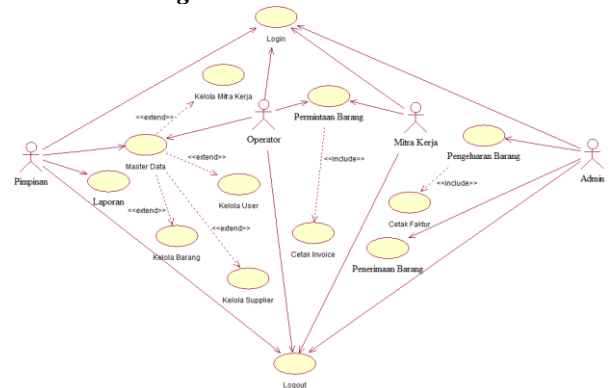 Login
Kelola Mitra Kerja
<<extend>>
Operator
Permintaan Barang
Mitra Kerja
Pengeluaran Barang
Admin
Pimpinan
Master Data
<<extend>>
<<include>>
<<include>>
Laporan
Kelola User
<<extend>>
<<extend>>
Cetak Faktur
Kelola Barang
Cetak Invoice
Penerimaan Barang
Kelola Supplier
Logout